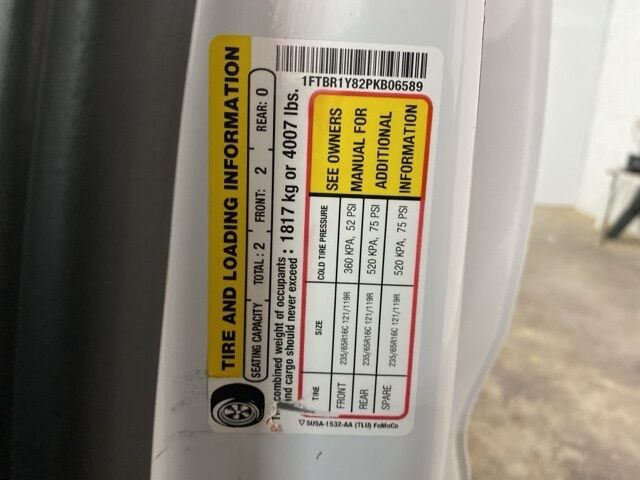 TIRE AND LOADING INFORMATION
SEATING CAPACITY TOTAL: 2 FRONT: 2 REAR: 0
combined weight of occupants
and cargo should never exceed : 1817 kg or 4007 lbs.
TIRE SIZE COLD TIRE PRESSURE
FRONT 235/65R16C 121/119R 360 KPA, 52 PSI
REAR 235/65R16C 121/119R 520 KPA, 75 PSI
SPARE 235/65R16C 121/119R 520 KPA, 75 PSI
SEE OWNERS
MANUAL FOR
ADDITIONAL
INFORMATION
1FTBR1Y82PKB06589
5U5A-1532-AA (TLU) FoMoCo